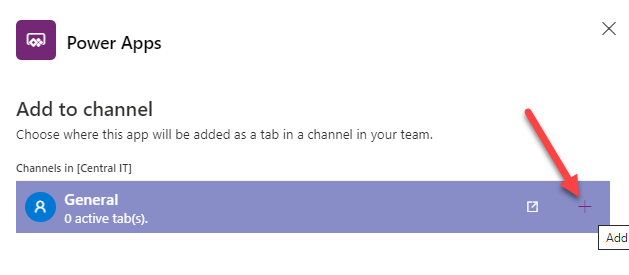 Power Apps
Add to channel
Choose where this app will be added as a tab in a channel in your team.
Channels in [Central IT]
General
0 active tab(s).
Add